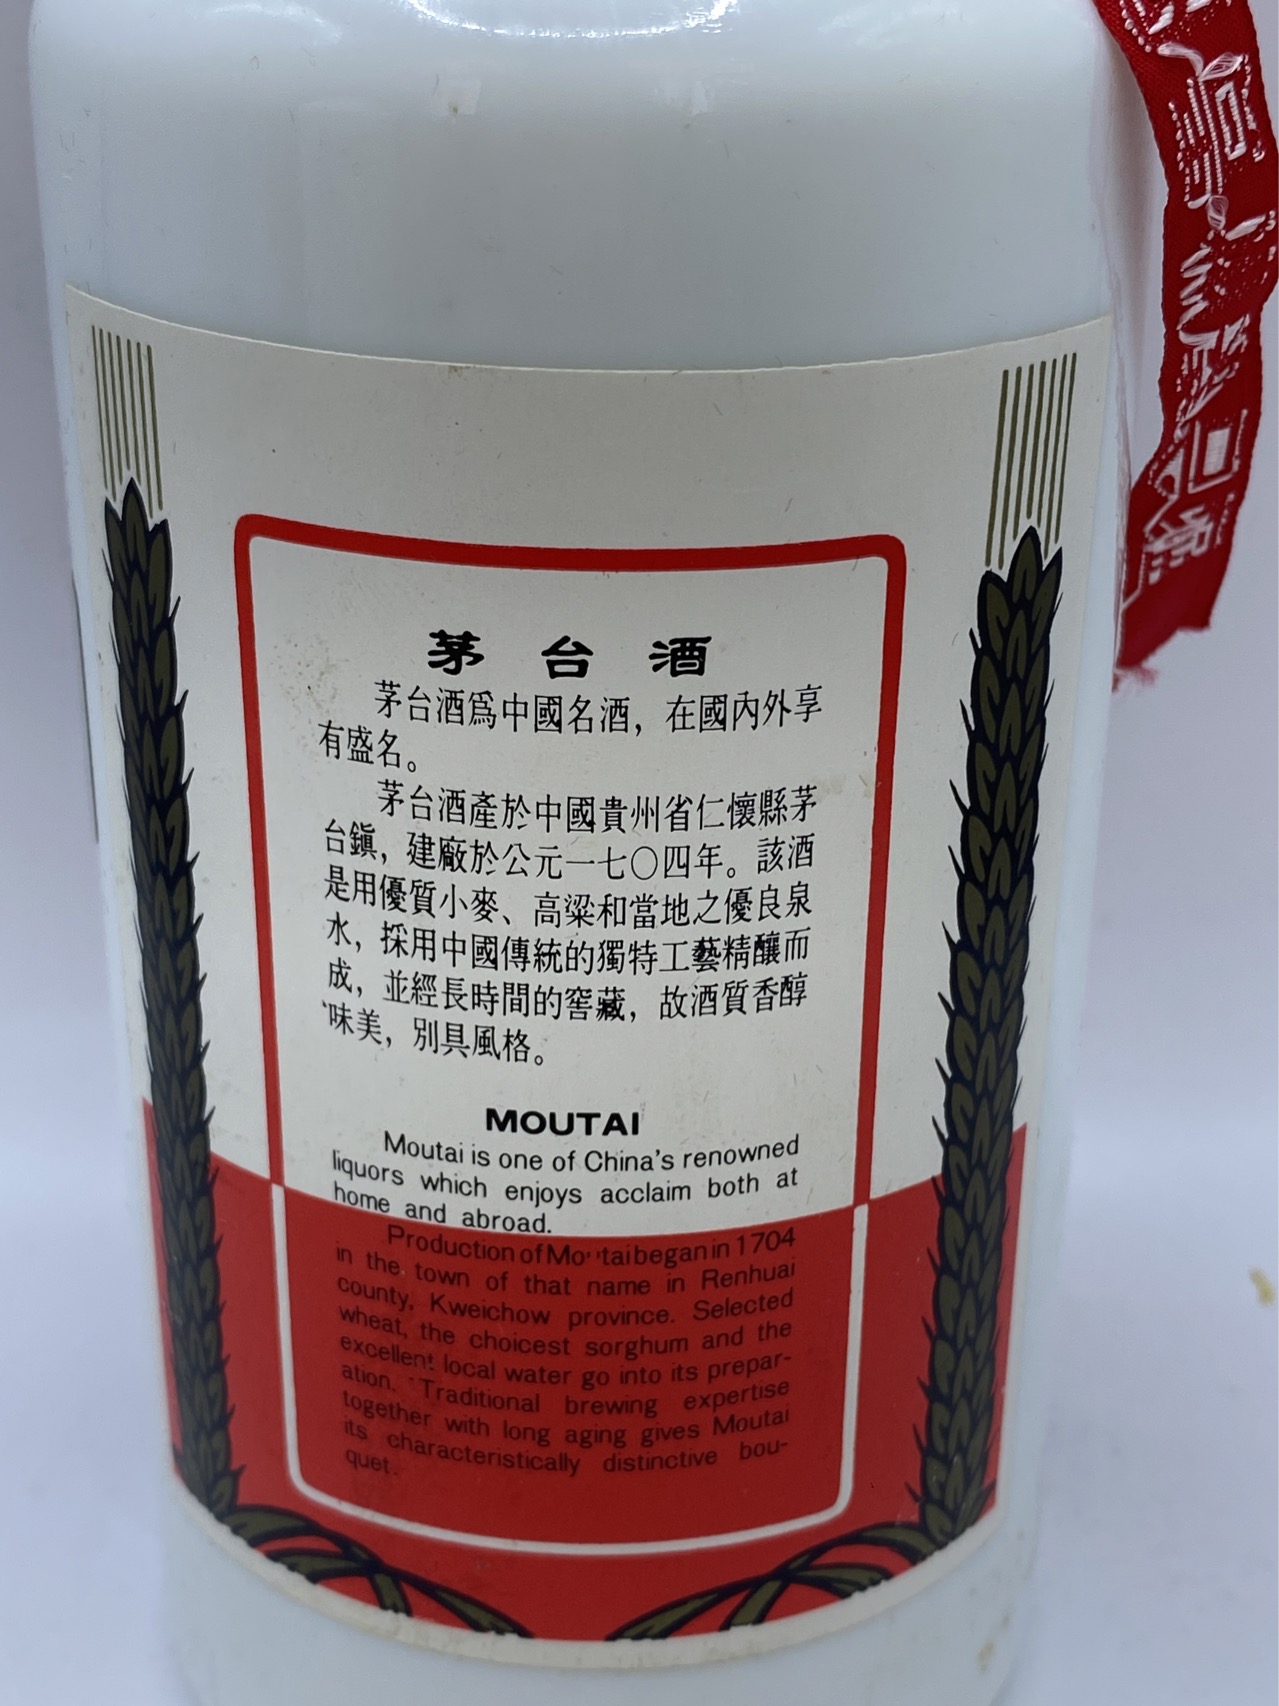 茅台酒
茅台酒爲中國名酒，在國內外享
有盛名。
茅台酒產於中國貴州省仁懷縣茅
台鎭，建廠於公元一七〇四年。該酒
是用優質小麥、高粱和當地之優良泉
水，採用中國傳統的獨特工藝精釀而
成，並經長時間的窖藏，故酒質香醇
味美，別具風格。
MOUTAI
Moutai is one of China's renowned
liquors which enjoys acclaim both at
home and abroad.
Production of Moutai began in 1704
in the town of that name in Renhuai
county, Kweichow province. Selected
wheat, the choicest sorghum and the
excellent local water go into its prepar-
ation. Traditional brewing expertise
together with long aging gives Moutai
its characteristically distinctive bou-
quet.